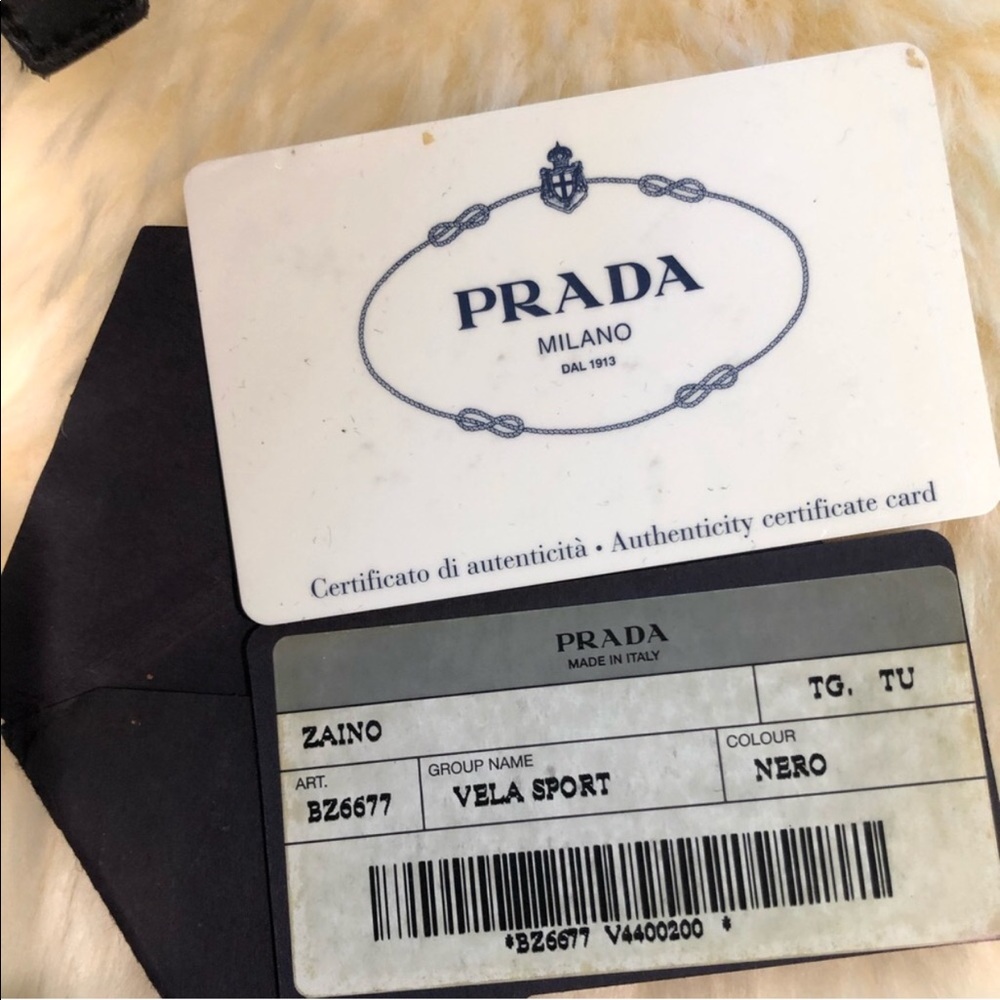 PRADA
MILANO
DAL 1913
Certificato di autenticità • Authenticity certificate card
PRADA
MADE IN ITALY
ZAINO
TG. TU
ART.
BZ6677
GROUP NAME
VELA SPORT
COLOUR
NERO
*BZ6677 V4400200 *